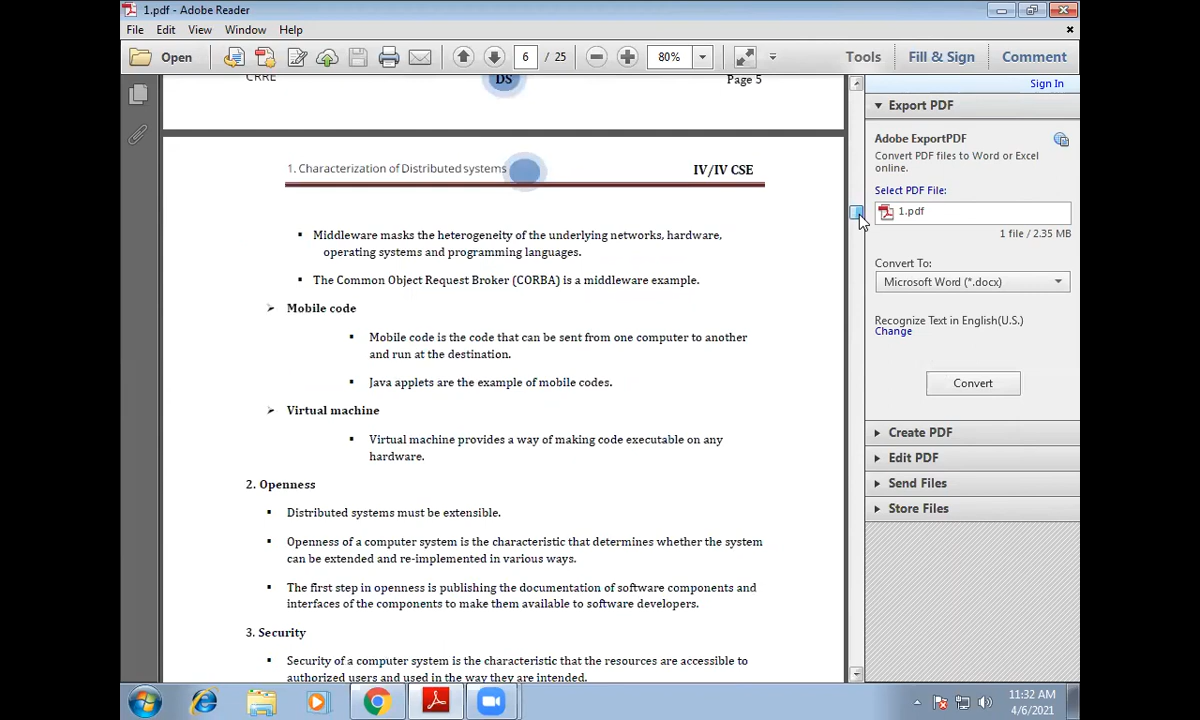 1.pdf - Adobe Reader
File Edit View Window Help
Open 6 / 25 80% Tools Fill & Sign Comment
Sign In
CRRE DS Page 5
1. Characterization of Distributed systems IV/IV CSE
▪ Middleware masks the heterogeneity of the underlying networks, hardware,
operating systems and programming languages.
▪ The Common Object Request Broker (CORBA) is a middleware example.
➢ Mobile code
▪ Mobile code is the code that can be sent from one computer to another
and run at the destination.
▪ Java applets are the example of mobile codes.
➢ Virtual machine
▪ Virtual machine provides a way of making code executable on any
hardware.
2. Openness
▪ Distributed systems must be extensible.
▪ Openness of a computer system is the characteristic that determines whether the system
can be extended and re-implemented in various ways.
▪ The first step in openness is publishing the documentation of software components and
interfaces of the components to make them available to software developers.
3. Security
▪ Security of a computer system is the characteristic that the resources are accessible to
authorized users and used in the way they are intended.
Export PDF
Adobe ExportPDF
Convert PDF files to Word or Excel
online.
Select PDF File:
1.pdf
1 file / 2.35 MB
Convert To:
Microsoft Word (*.docx)
Recognize Text in English(U.S.)
Change
Convert
Create PDF
Edit PDF
Send Files
Store Files
11:32 AM
4/6/2021